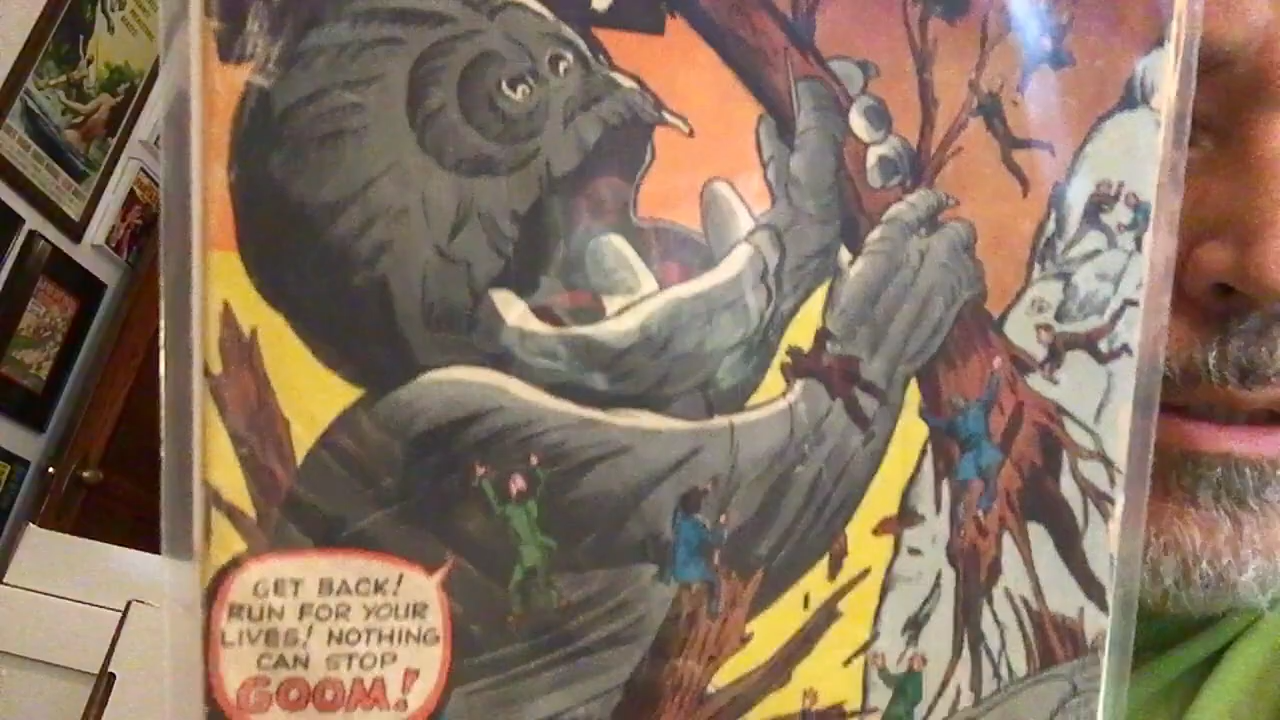 GET BACK!
RUN FOR YOUR
LIVES! NOTHING
CAN STOP
GOOM!